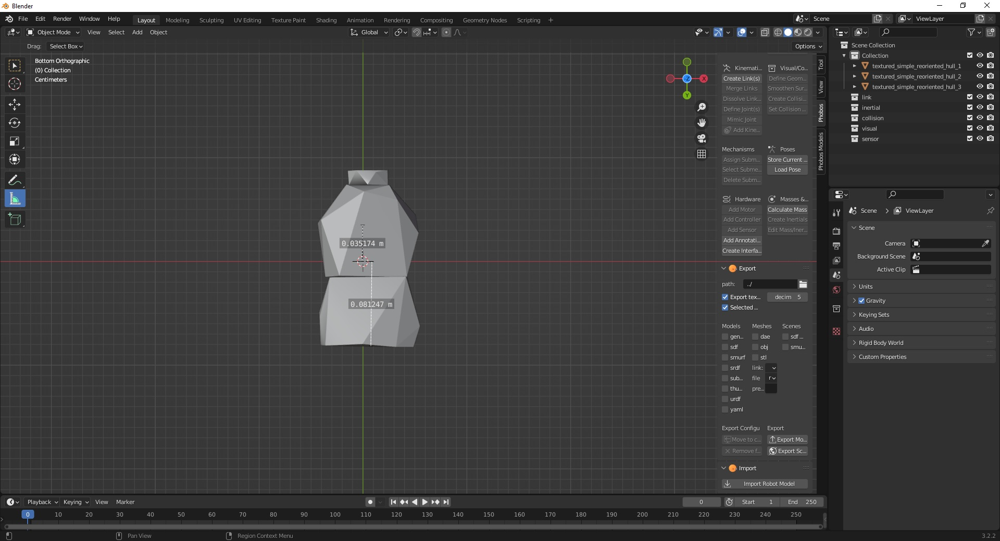 Blender
File Edit Render Window Help
Layout Modeling Sculpting UV Editing Texture Paint Shading Animation Rendering Compositing Geometry Nodes Scripting +
Scene
ViewLayer
Object Mode View Select Add Object
Global
Drag: Select Box
Options
Bottom Orthographic
(0) Collection
Centimeters
-Z
X
Y
0.035174 m
0.081247 m
Tool
View
Phobos
Phobos Models
Kinemati... Visual/Co...
Create Link(s) Define Geom...
Merge Links Smoothen Sur...
Dissolve Link... Create Collisi...
Define Joint(s) Set Collision ...
Mimic Joint
Add Kine...
Mechanisms Poses
Assign Subm... Store Current ...
Select Subme... Load Pose
Delete Subm...
Hardware Masses &...
Add Motor Calculate Mass
Add Controller Create Inertials
Add Sensor Edit Mass/Iner...
Add Annotati...
Create Interfa...
Export
path: ../
Export tex... decim 5
Selected ...
Models Meshes Scenes
gen... dae sdf ...
sdf obj smu...
smurf stl
srdf link:
sub... file r
thu... pre...
urdf
yaml
Export Configu Export
Move to c... Export Mo...
Remove f... Export Sc...
Import
Import Robot Model
Scene Collection
Collection
textured_simple_reoriented_hull_1
textured_simple_reoriented_hull_2
textured_simple_reoriented_hull_3
link
inertial
collision
visual
sensor
Scene > ViewLayer
Scene
Camera
Background Scene
Active Clip
Units
Gravity
Keying Sets
Audio
Rigid Body World
Custom Properties
Playback Keying View Marker
0 Start 1 End 250
0 10 20 30 40 50 60 70 80 90 100 110 120 130 140 150 160 170 180 190 200 210 220 230 240 250
Pan View Region Context Menu 3.2.2